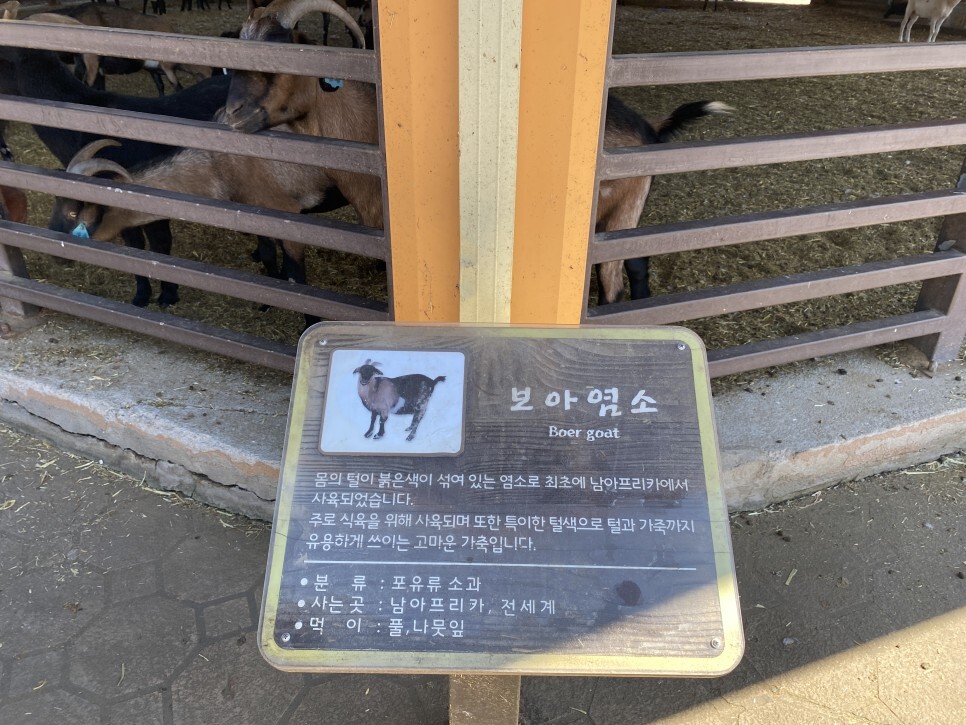 보아염소
Boer goat
몸의 털이 붉은색이 섞여 있는 염소로 최초에 남아프리카에서
사육되었습니다.
주로 식육을 위해 사육되며 또한 특이한 털색으로 털과 가죽까지
유용하게 쓰이는 고마운 가축입니다.
• 분 류 : 포유류 소과
• 사는곳 : 남아프리카, 전세계
• 먹 이 : 풀,나뭇잎